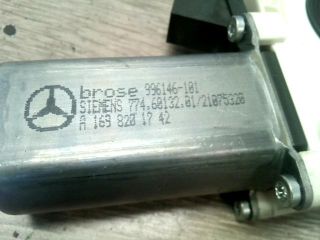 brose 996146-101
SIEMENS 774.60132.01/21075320
A 169 820 17 42